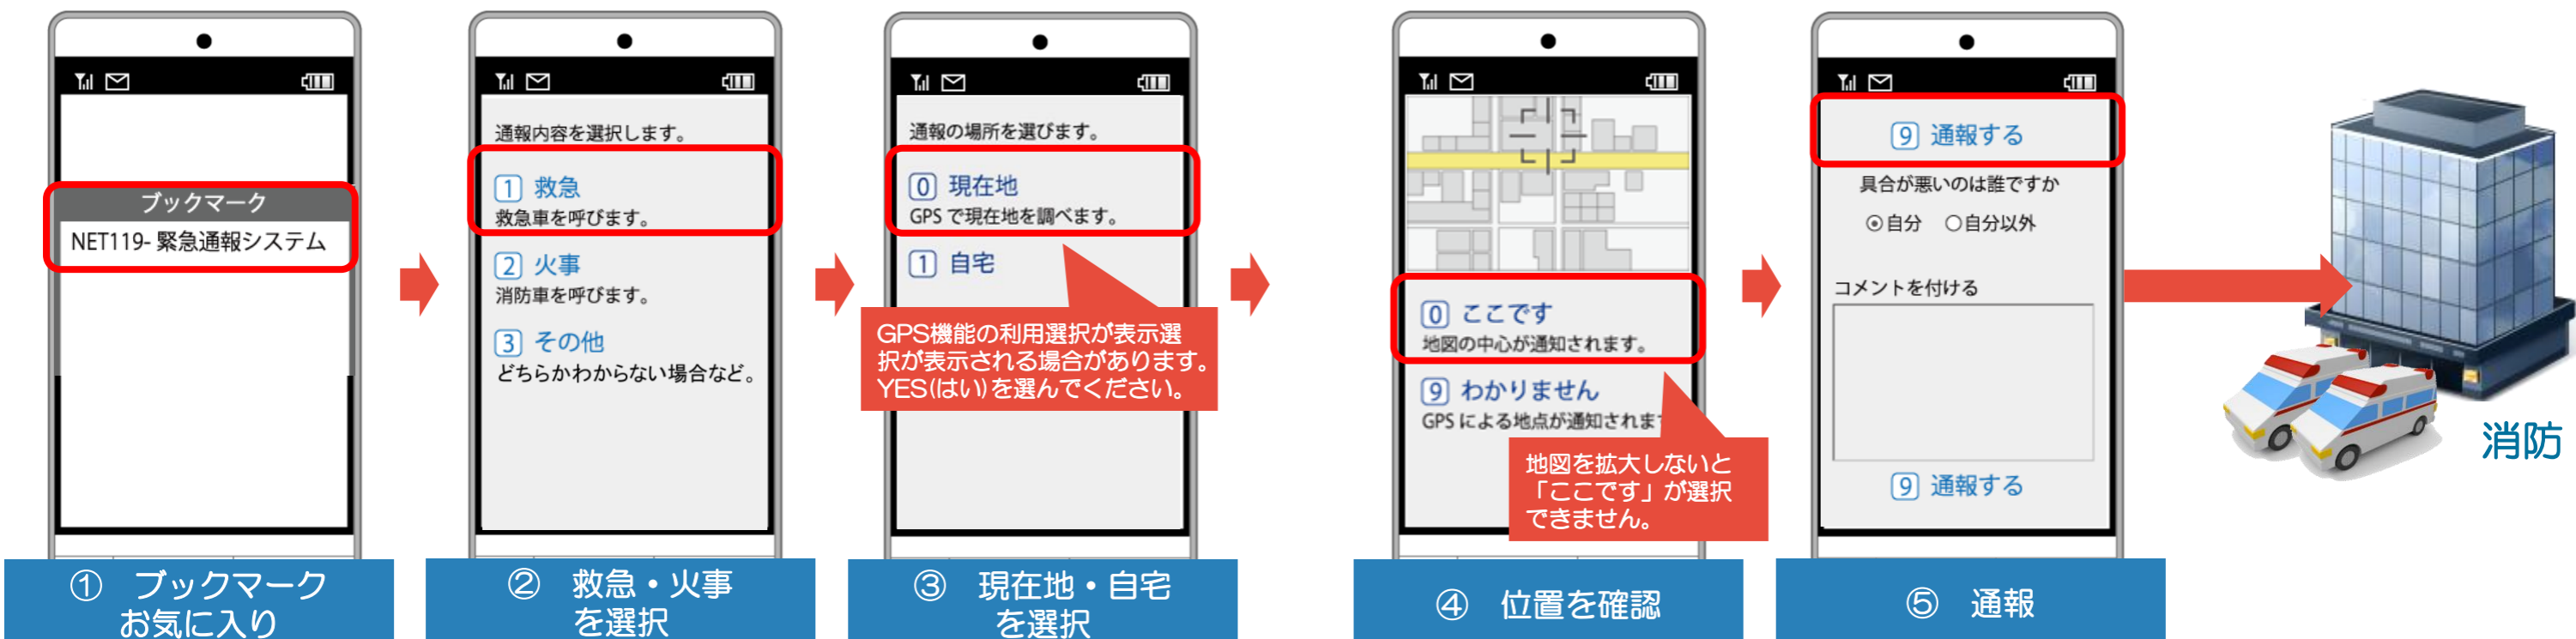 ブックマーク
NET119- 緊急通報システム
① ブックマーク
お気に入り
通報内容を選択します。
1 救急
救急車を呼びます。
2 火事
消防車を呼びます。
3 その他
どちらかわからない場合など。
② 救急・火事
を選択
通報の場所を選びます。
0 現在地
GPS で現在地を調べます。
1 自宅
GPS機能の利用選択が表示選
択が表示される場合があります。
YES(はい)を選んでください。
③ 現在地・自宅
を選択
0 ここです
地図の中心が通知されます。
9 わかりません
GPS による地点が通知されま
地図を拡大しないと
「ここです」が選択
できません。
④ 位置を確認
9 通報する
具合が悪いのは誰ですか
◉自分 ○自分以外
コメントを付ける
9 通報する
⑤ 通報
消防